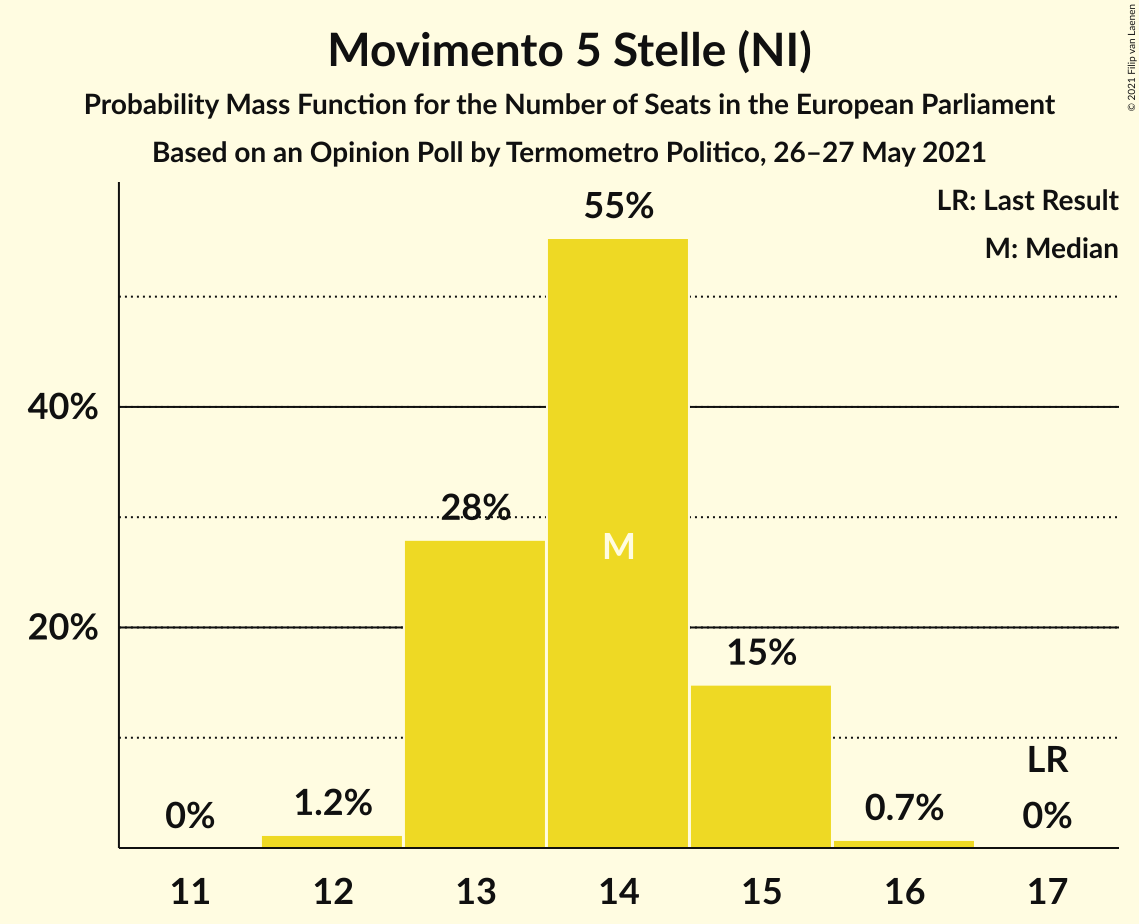 Movimento 5 Stelle (NI)
Probability Mass Function for the Number of Seats in the European Parliament
Based on an Opinion Poll by Termometro Politico, 26–27 May 2021
© 2021 Filip van Laenen
LR: Last Result
M: Median
55%
40%
28%
M
20%
15%
LR
0%
1.2%
0.7%
0%
11
12
13
14
15
16
17